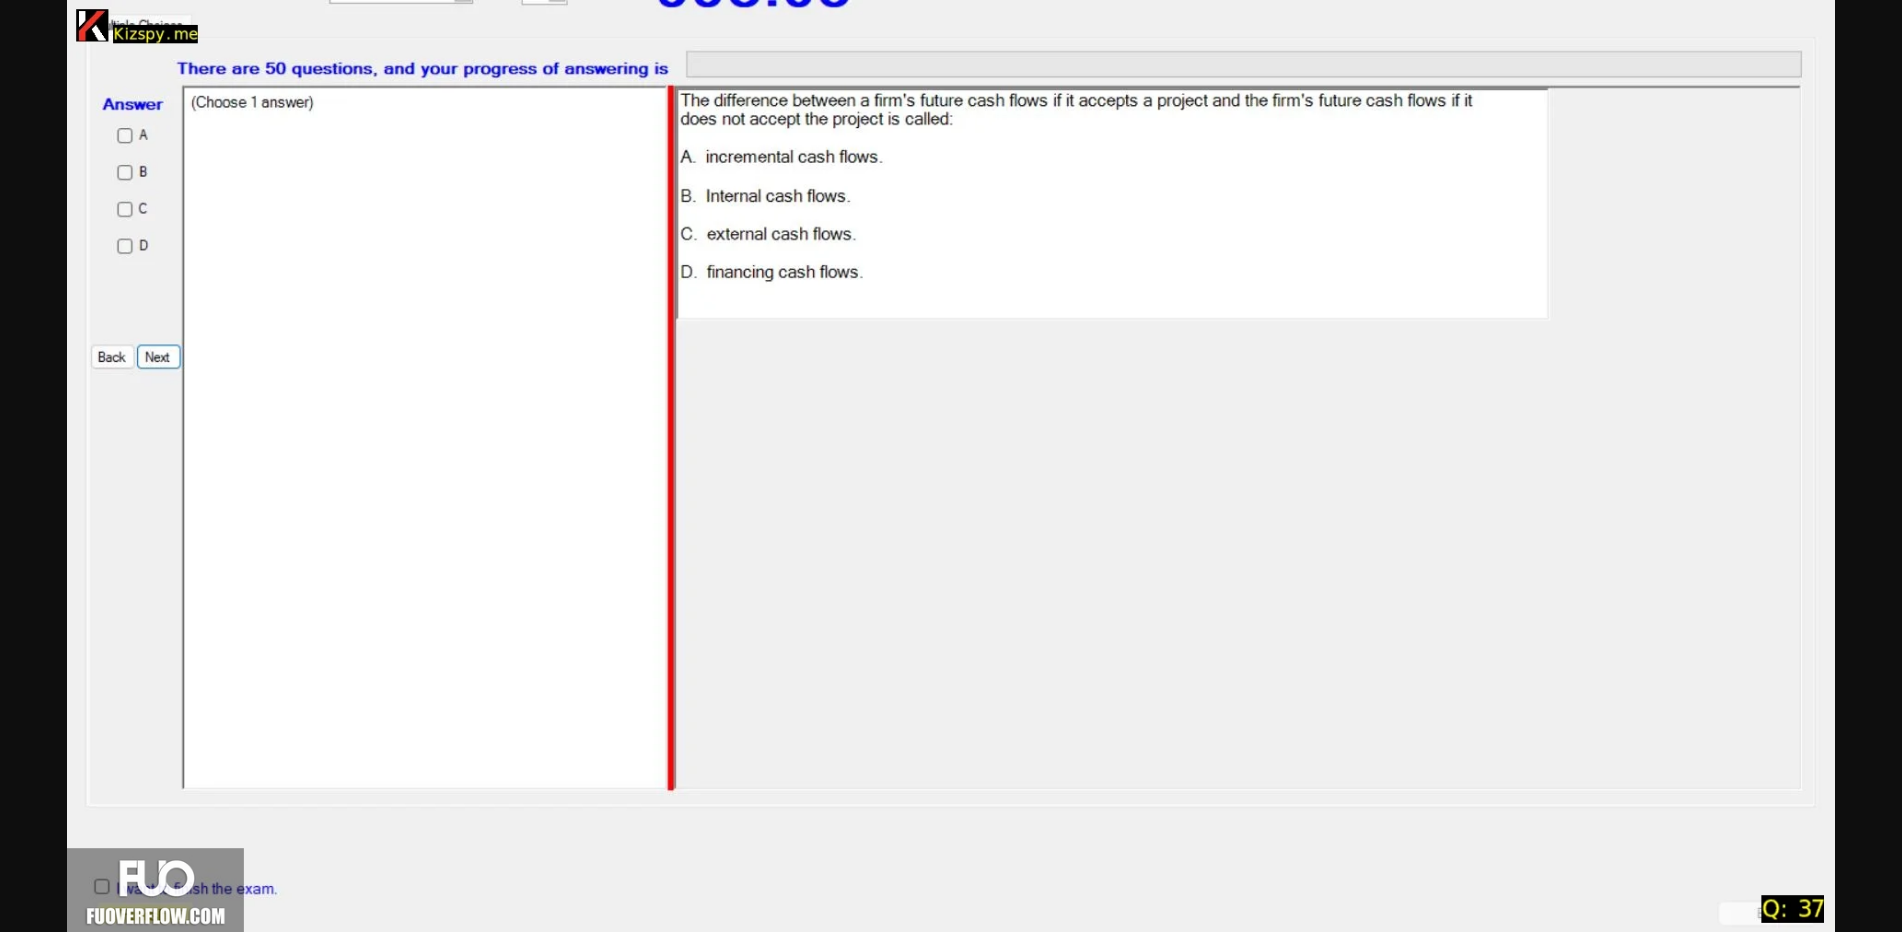 Kizspy.me
There are 50 questions, and your progress of answering is
Answer
(Choose 1 answer)
A
B
C
D
Back
Next
The difference between a firm's future cash flows if it accepts a project and the firm's future cash flows if it
does not accept the project is called:
A. incremental cash flows.
B. Internal cash flows.
C. external cash flows.
D. financing cash flows.
FUO
the exam.
FUOVERFLOW.COM
Q: 37